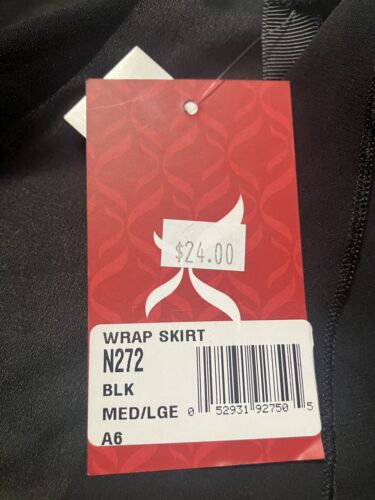 $24.00
WRAP SKIRT
N272
BLK
MED/LGE
0 52931 92750 5
A6